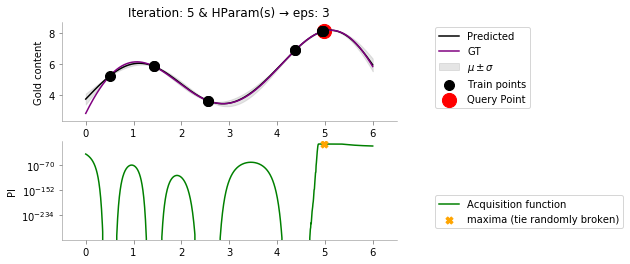 Iteration: 5 & HParam(s) → eps: 3
Gold content
8
6
4
0 1 2 3 4 5 6
Predicted
GT
μ ± σ
Train points
Query Point
PI
10⁻⁷⁰
10⁻¹⁵²
10⁻²³⁴
0 1 2 3 4 5 6
Acquisition function
maxima (tie randomly broken)